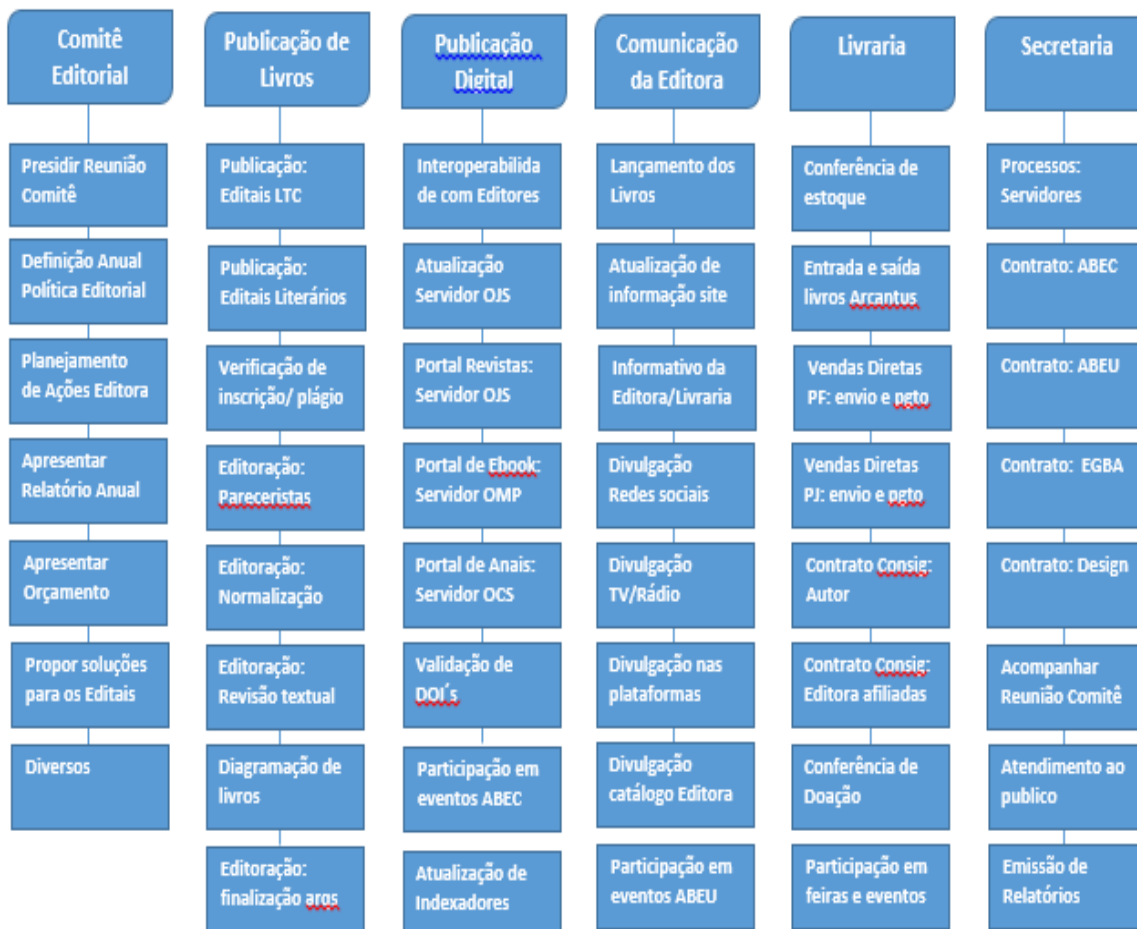 Comitê
Editorial
Presidir Reunião
Comitê
Definição Anual
Política Editorial
Planejamento
de Ações Editora
Apresentar
Relatório Anual
Apresentar
Orçamento
Propor soluções
para os Editais
Diversos
Publicação de
Livros
Publicação:
Editais LTC
Publicação:
Editais Literários
Verificação de
inscrição/ plágio
Editoração:
Pareceristas
Editoração:
Normalização
Editoração:
Revisão textual
Diagramação de
livros
Editoração:
finalização arqs
Publicação
Digital
Interoperabilida
de com Editores
Atualização
Servidor OJS
Portal Revistas:
Servidor OJS
Portal de Ebook:
Servidor OMP
Portal de Anais:
Servidor OCS
Validação de
DOI´s
Participação em
eventos ABEC
Atualização de
Indexadores
Comunicação
da Editora
Lançamento dos
Livros
Atualização de
informação site
Informativo da
Editora/Livraria
Divulgação
Redes sociais
Divulgação
TV/Rádio
Divulgação nas
plataformas
Divulgação
catálogo Editora
Participação em
eventos ABEU
Livraria
Conferência de
estoque
Entrada e saída
livros Arcantus
Vendas Diretas
PF: envio e pgto
Vendas Diretas
PJ: envio e pgto
Contrato Consig:
Autor
Contrato Consig:
Editora afiliadas
Conferência de
Doação
Participação em
feiras e eventos
Secretaria
Processos:
Servidores
Contrato: ABEC
Contrato: ABEU
Contrato: EGBA
Contrato: Design
Acompanhar
Reunião Comitê
Atendimento ao
publico
Emissão de
Relatórios